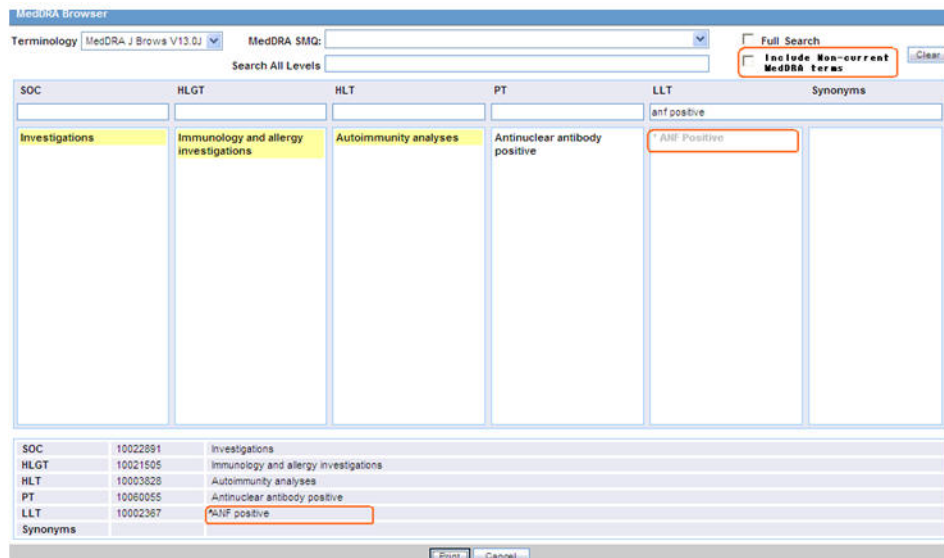 MedDRA Browser
Terminology MedDRA J Brows V13.0J MedDRA SMQ: Full Search
Include Non-current
MedDRA terms
Clear
Search All Levels
SOC HLGT HLT PT LLT Synonyms
anf positive
Investigations Immunology and allergy Autoimmunity analyses Antinuclear antibody * ANF Positive
investigations positive
SOC 10022891 Investigations
HLGT 10021505 Immunology and allergy investigations
HLT 10003828 Autoimmunity analyses
PT 10060055 Antinuclear antibody positive
LLT 10002367 *ANF positive
Synonyms
Print Cancel